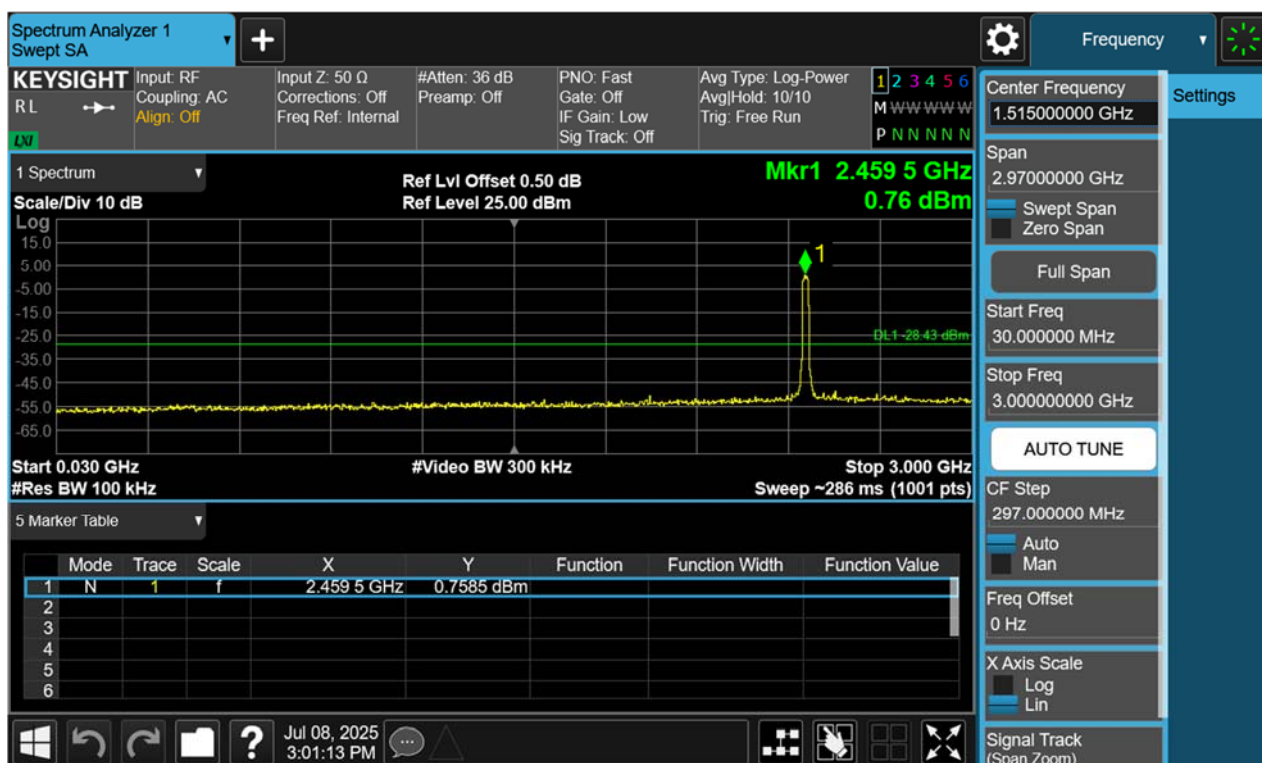 Spectrum Analyzer 1
Swept SA
+
Frequency
KEYSIGHT
R L
LXI
Input: RF
Coupling: AC
Align: Off
Input Z: 50 Ω
Corrections: Off
Freq Ref: Internal
#Atten: 36 dB
Preamp: Off
PNO: Fast
Gate: Off
IF Gain: Low
Sig Track: Off
Avg Type: Log-Power
Avg|Hold: 10/10
Trig: Free Run
1 2 3 4 5 6
M W W W W W
P N N N N N
1 Spectrum
Scale/Div 10 dB
Ref Lvl Offset 0.50 dB
Ref Level 25.00 dBm
Mkr1 2.459 5 GHz
0.76 dBm
Log
15.0
5.00
-5.00
-15.0
-25.0
-35.0
-45.0
-55.0
-65.0
1
DL1 -28.43 dBm
Start 0.030 GHz
#Video BW 300 kHz
Stop 3.000 GHz
#Res BW 100 kHz
Sweep ~286 ms (1001 pts)
5 Marker Table
Mode Trace Scale X Y Function Function Width Function Value
1 N 1 f 2.459 5 GHz 0.7585 dBm
2
3
4
5
6
?
Jul 08, 2025
3:01:13 PM
Center Frequency
1.515000000 GHz
Settings
Span
2.97000000 GHz
Swept Span
Zero Span
Full Span
Start Freq
30.000000 MHz
Stop Freq
3.000000000 GHz
AUTO TUNE
CF Step
297.000000 MHz
Auto
Man
Freq Offset
0 Hz
X Axis Scale
Log
Lin
Signal Track
(Span Zoom)